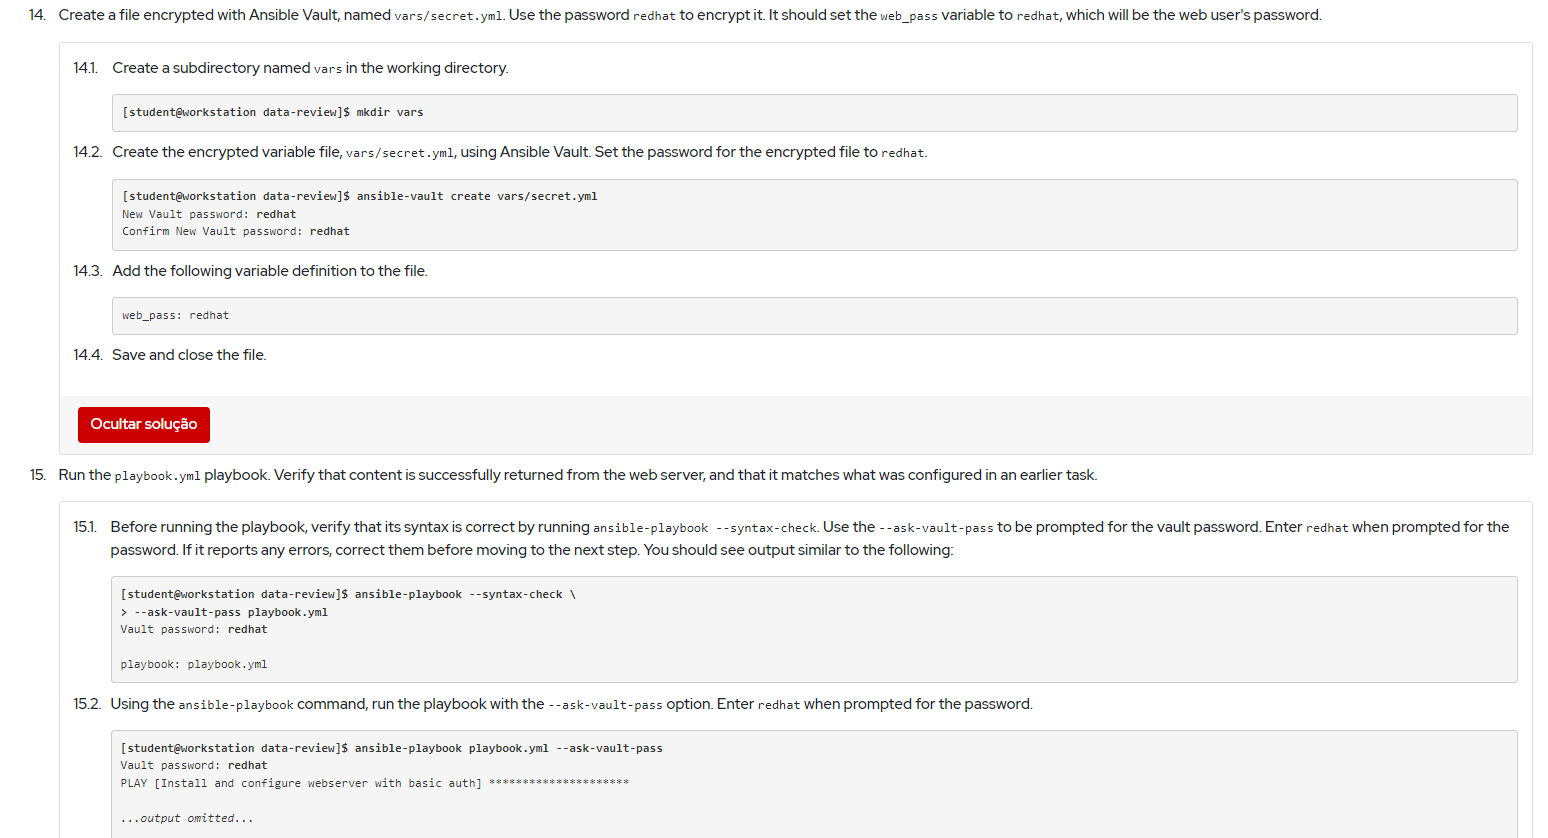 14. Create a file encrypted with Ansible Vault, named vars/secret.yml. Use the password redhat to encrypt it. It should set the web_pass variable to redhat, which will be the web user's password.
14.1. Create a subdirectory named vars in the working directory.
[student@workstation data-review]$ mkdir vars
14.2. Create the encrypted variable file, vars/secret.yml, using Ansible Vault. Set the password for the encrypted file to redhat.
[student@workstation data-review]$ ansible-vault create vars/secret.yml
New Vault password: redhat
Confirm New Vault password: redhat
14.3. Add the following variable definition to the file.
web_pass: redhat
14.4. Save and close the file.
Ocultar solução
15. Run the playbook.yml playbook. Verify that content is successfully returned from the web server, and that it matches what was configured in an earlier task.
15.1. Before running the playbook, verify that its syntax is correct by running ansible-playbook --syntax-check. Use the --ask-vault-pass to be prompted for the vault password. Enter redhat when prompted for the
password. If it reports any errors, correct them before moving to the next step. You should see output similar to the following:
[student@workstation data-review]$ ansible-playbook --syntax-check \
> --ask-vault-pass playbook.yml
Vault password: redhat
playbook: playbook.yml
15.2. Using the ansible-playbook command, run the playbook with the --ask-vault-pass option. Enter redhat when prompted for the password.
[student@workstation data-review]$ ansible-playbook playbook.yml --ask-vault-pass
Vault password: redhat
PLAY [Install and configure webserver with basic auth] *********************
...output omitted...